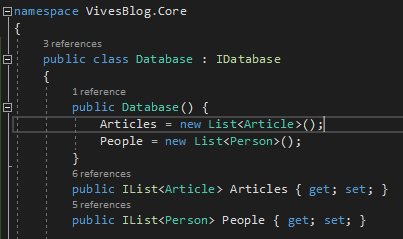 namespace VivesBlog.Core
{
3 references
public class Database : IDatabase
{
1 reference
public Database() {
Articles = new List<Article>();
People = new List<Person>();
}
6 references
public IList<Article> Articles { get; set; }
5 references
public IList<Person> People { get; set; }